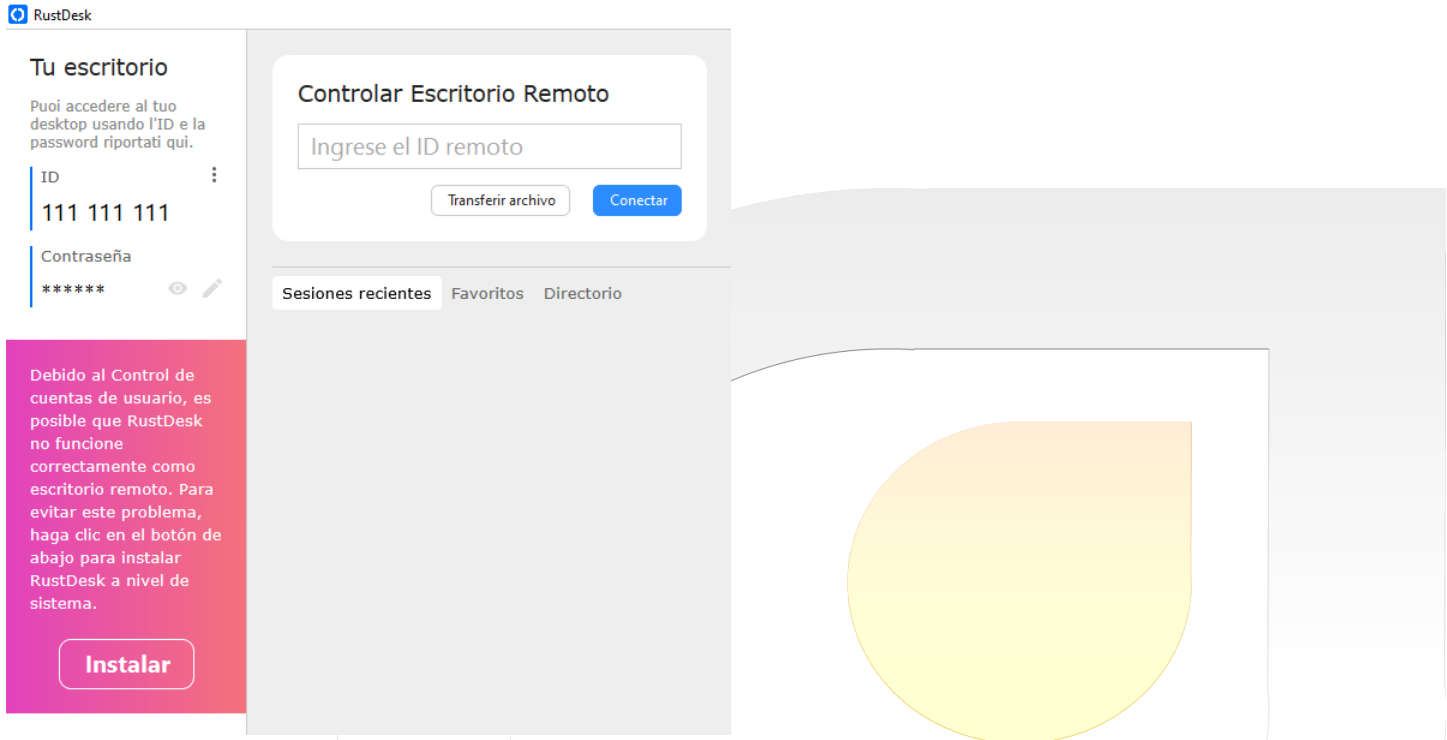 RustDesk
Tu escritorio
Puoi accedere al tuo
desktop usando l'ID e la
password riportati qui.
ID
111 111 111
Contraseña
******
Debido al Control de
cuentas de usuario, es
posible que RustDesk
no funcione
correctamente como
escritorio remoto. Para
evitar este problema,
haga clic en el botón de
abajo para instalar
RustDesk a nivel de
sistema.
Instalar
Controlar Escritorio Remoto
Ingrese el ID remoto
Transferir archivo Conectar
Sesiones recientes Favoritos Directorio